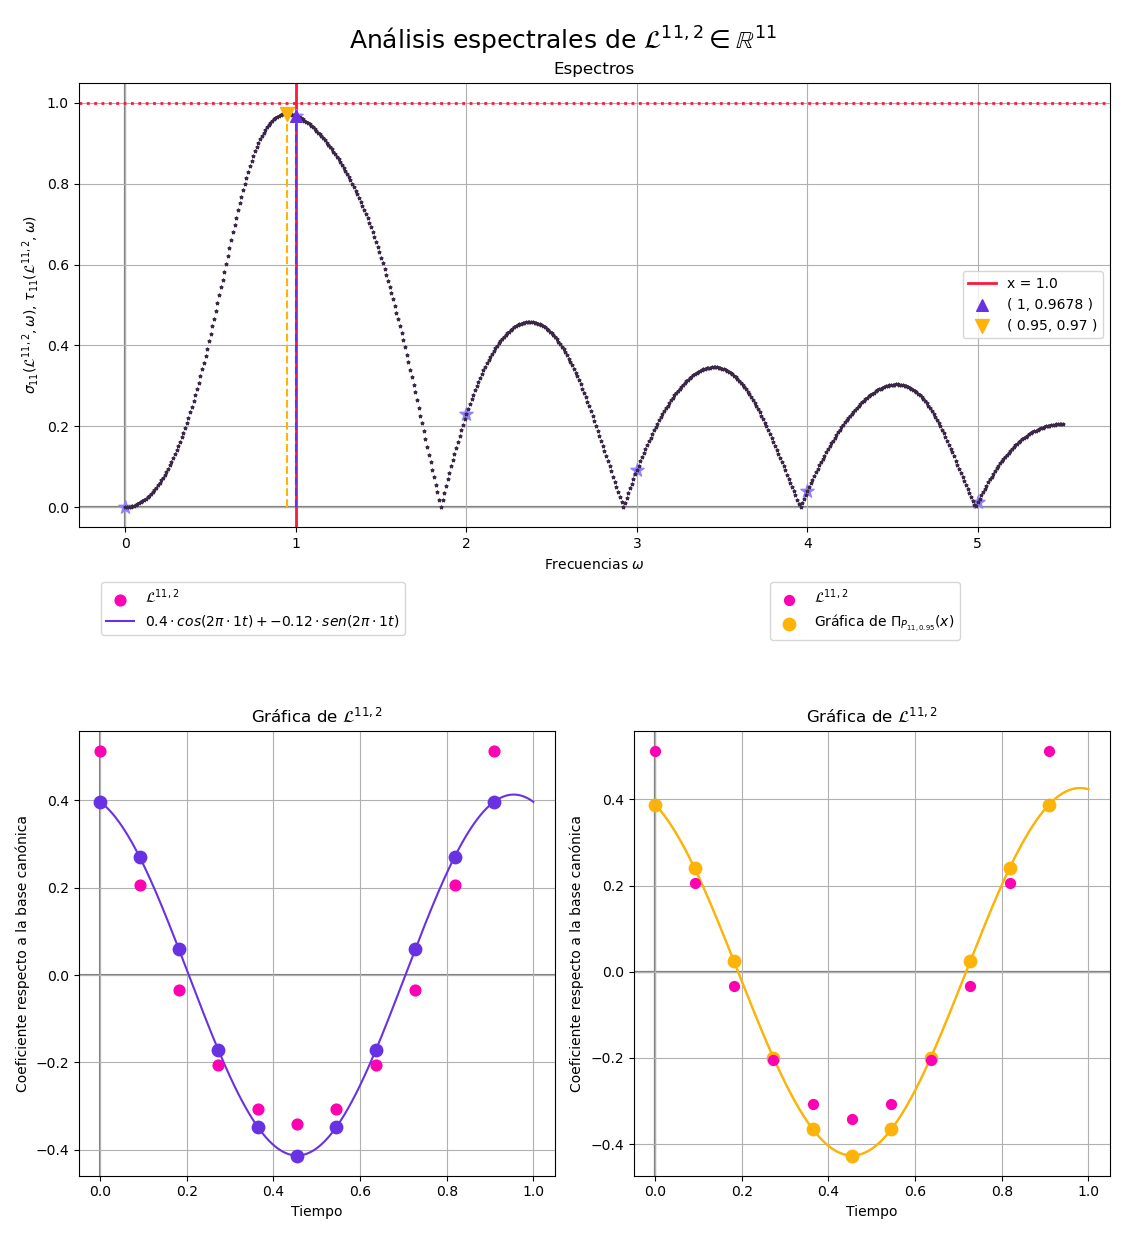 Análisis espectrales de 𝓛^{11,2} ∈ ℝ^{11}
Espectros
1.0
0.8
0.6
0.4
0.2
0.0
σ_{11}(𝓛^{11,2}, ω), τ_{11}(𝓛^{11,2}, ω)
x = 1.0
( 1, 0.9678 )
( 0.95, 0.97 )
0 1 2 3 4 5
Frecuencias ω
𝓛^{11,2}
0.4 · cos(2π · 1t) + −0.12 · sen(2π · 1t)
𝓛^{11,2}
Gráfica de Π_{P_{11,0.95}}(x)
Gráfica de 𝓛^{11,2}
0.4
0.2
0.0
−0.2
−0.4
Coeficiente respecto a la base canónica
0.0 0.2 0.4 0.6 0.8 1.0
Tiempo
Gráfica de 𝓛^{11,2}
0.4
0.2
0.0
−0.2
−0.4
Coeficiente respecto a la base canónica
0.0 0.2 0.4 0.6 0.8 1.0
Tiempo